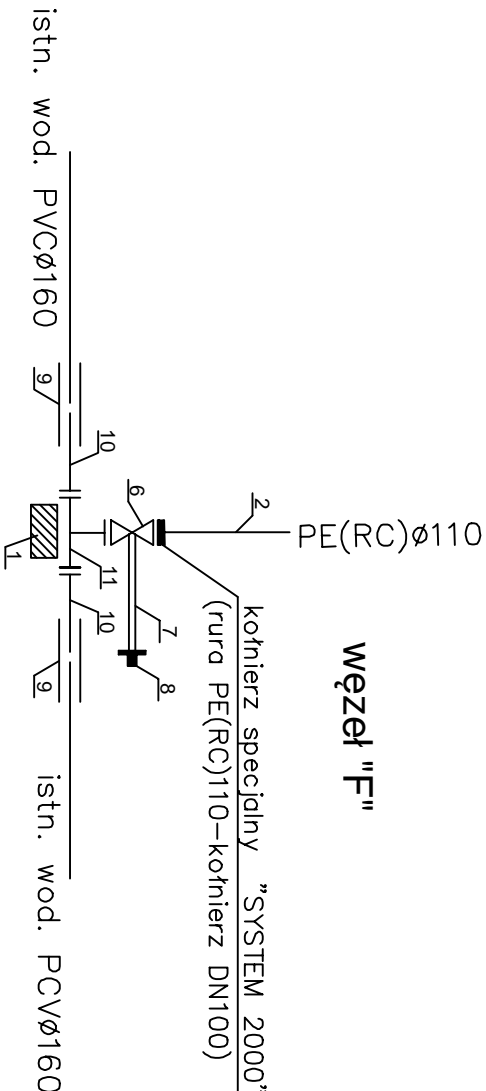 węzeł "F"
PE(RC)ø110
kołnierz specjalny "SYSTEM 2000"
(rura PE(RC)110-kołnierz DN100)
2
6
7
8
10
11
10
9
1
9
istn. wod. PVCø160
istn. wod. PCVø160